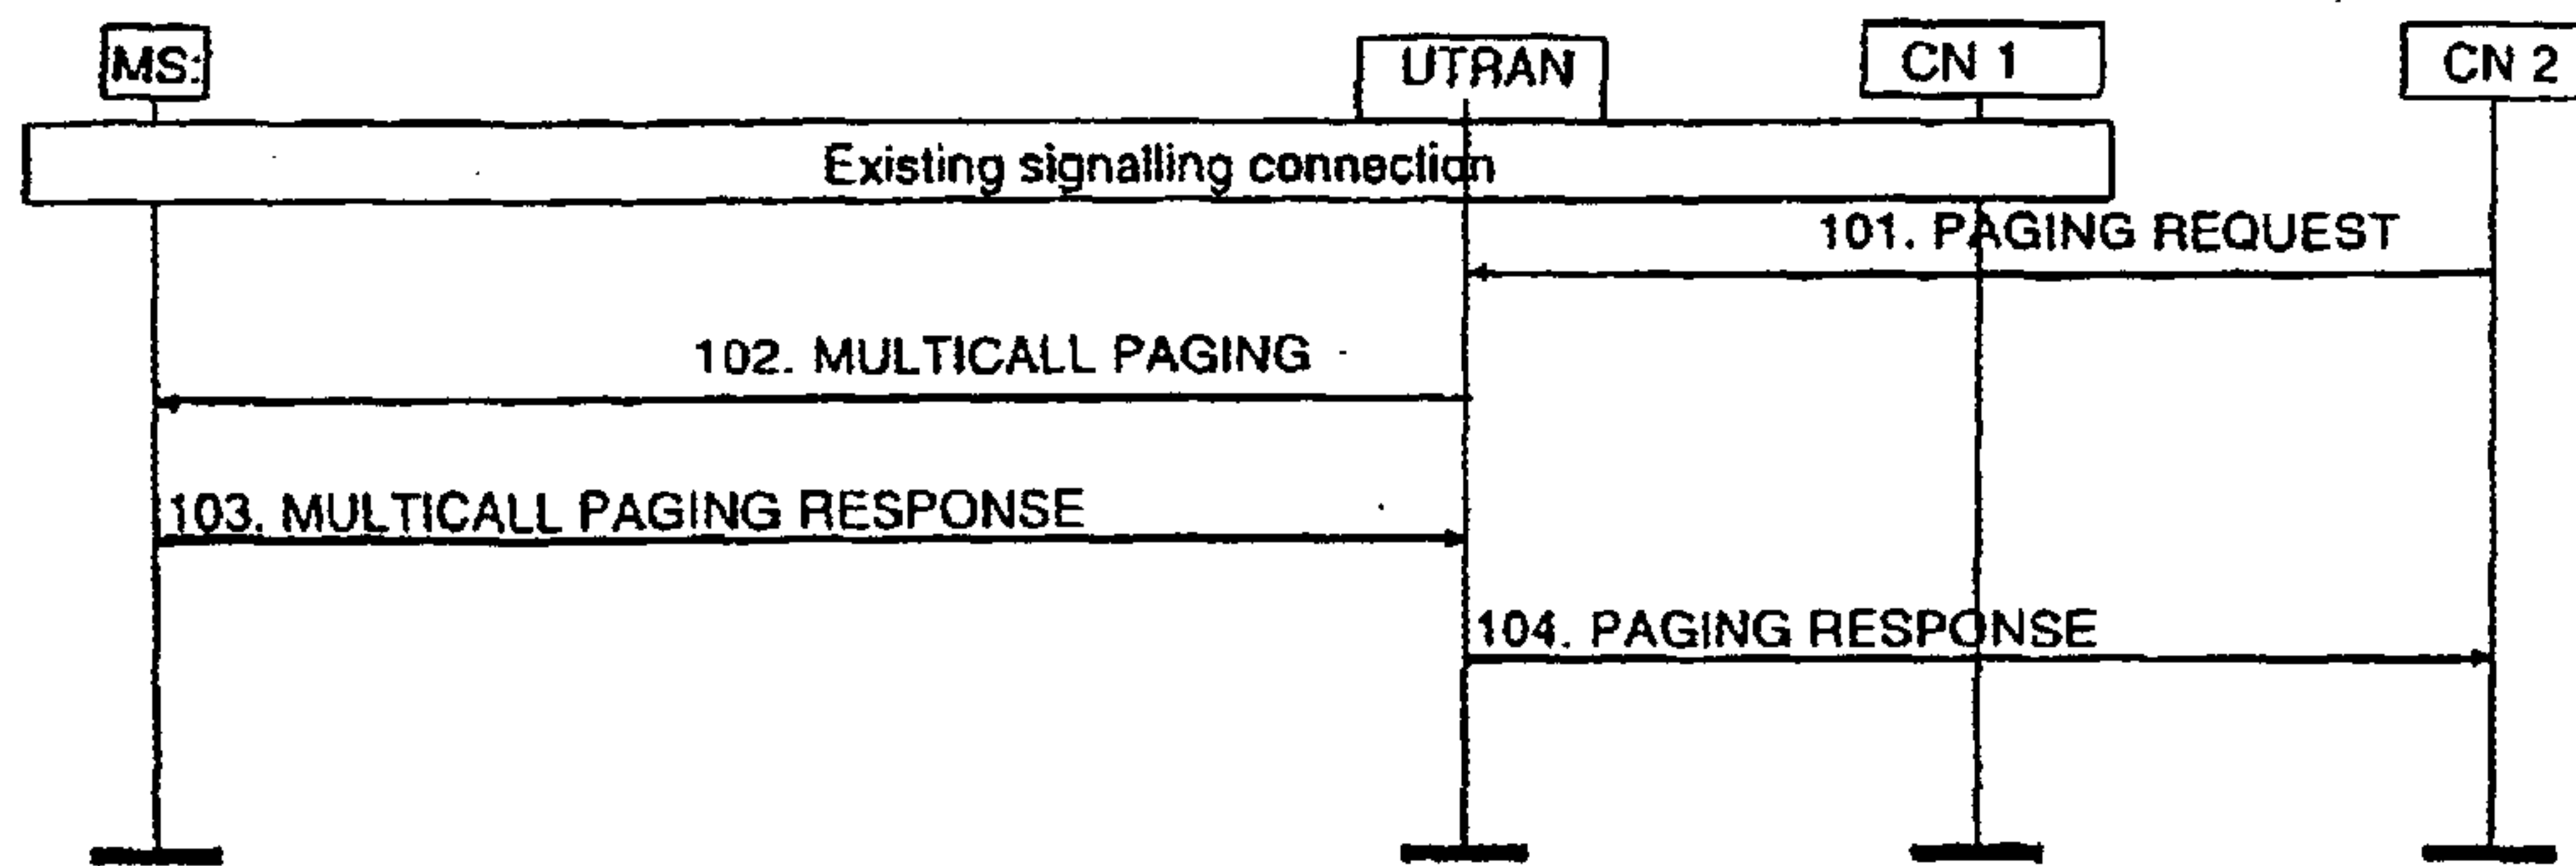 MS:
UTRAN
CN 1
CN 2
Existing signalling connection
101. PAGING REQUEST
102. MULTICALL PAGING
103. MULTICALL PAGING RESPONSE
104. PAGING RESPONSE